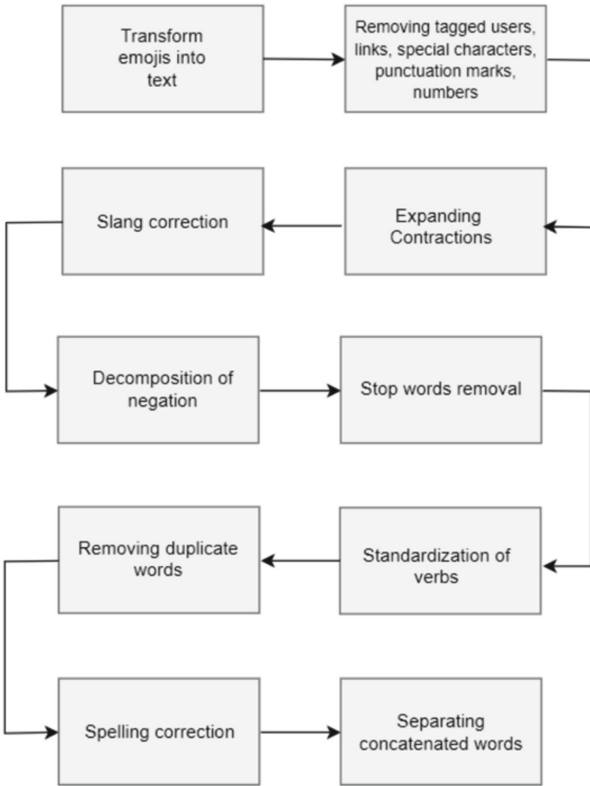 Transform
emojis into
text
Removing tagged users,
links, special characters,
punctuation marks,
numbers
Slang correction
Expanding
Contractions
Decomposition of
negation
Stop words removal
Removing duplicate
words
Standardization of
verbs
Spelling correction
Separating
concatenated words